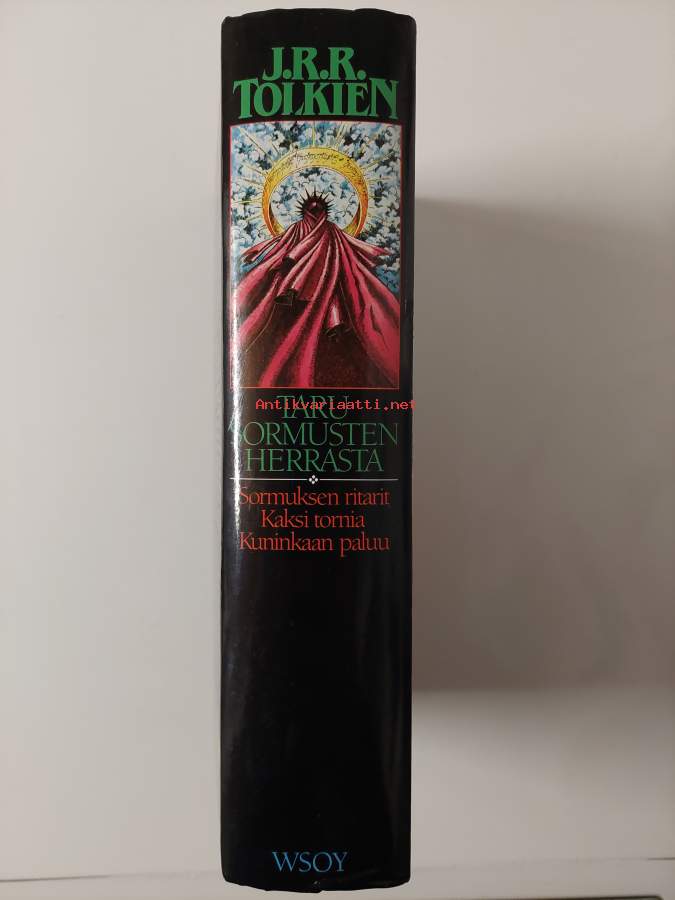 J.R.R.
TOLKIEN
Antikvariaatti.net
TARU
SORMUSTEN
HERRASTA
Sormuksen ritarit
Kaksi tornia
Kuninkaan paluu
WSOY